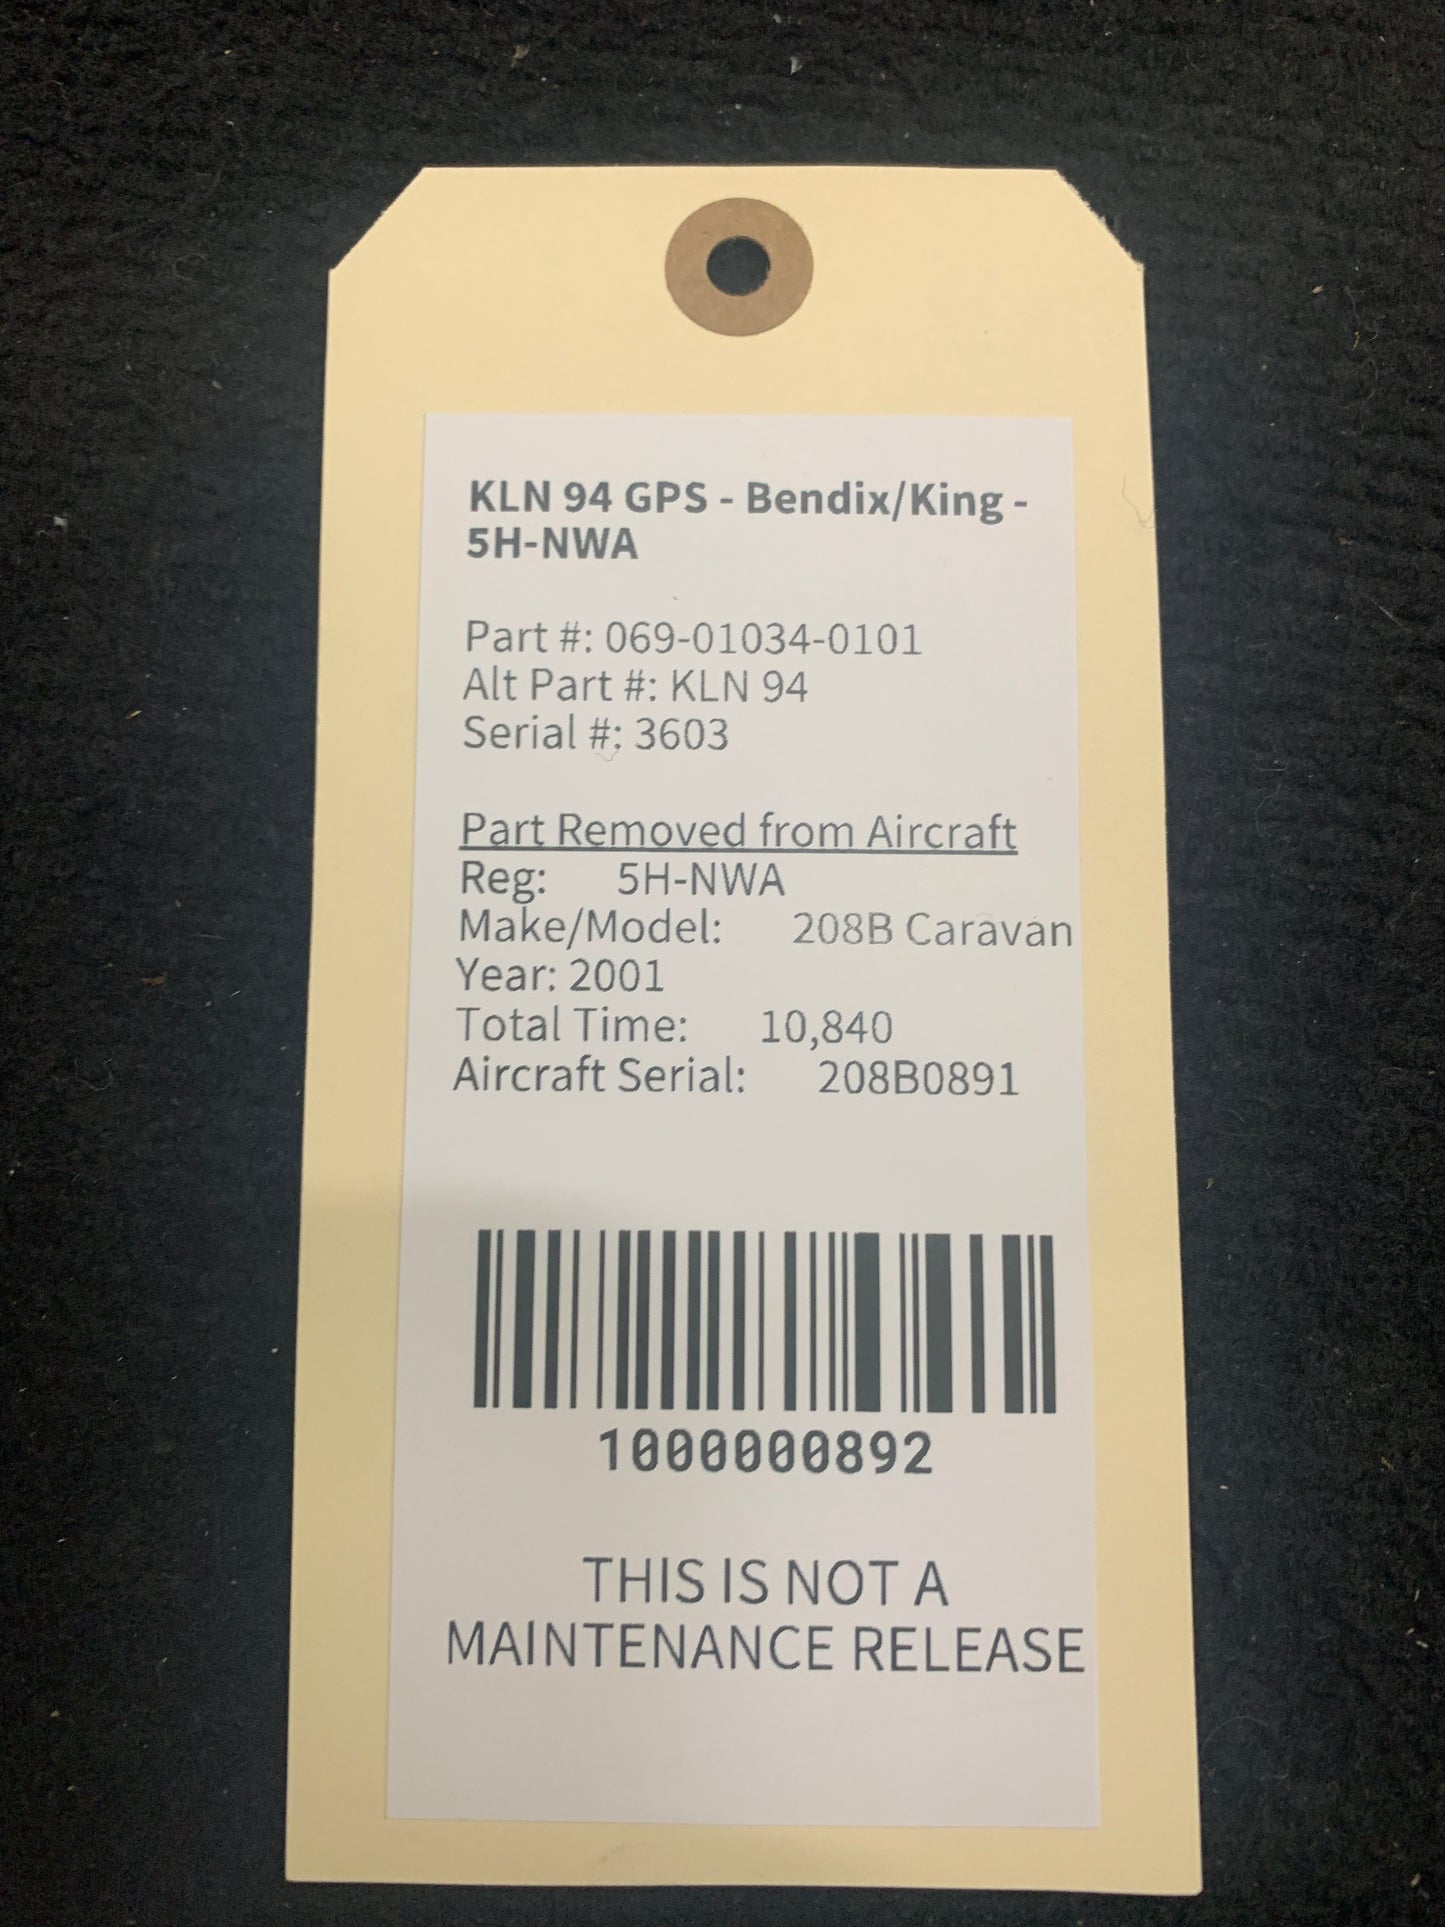 KLN 94 GPS - Bendix/King -
5H-NWA
Part #: 069-01034-0101
Alt Part #: KLN 94
Serial #: 3603
Part Removed from Aircraft
Reg: 5H-NWA
Make/Model: 208B Caravan
Year: 2001
Total Time: 10,840
Aircraft Serial: 208B0891
1000000892
THIS IS NOT A
MAINTENANCE RELEASE